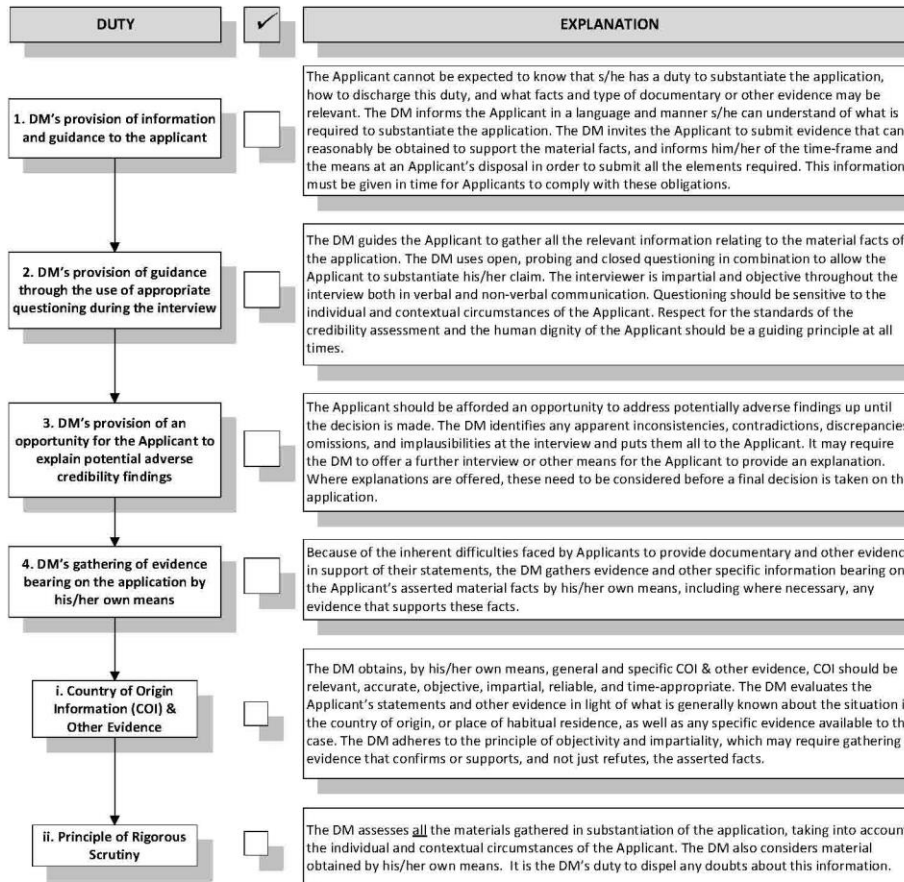 DUTY
✓
EXPLANATION
1. DM's provision of information
and guidance to the applicant
The Applicant cannot be expected to know that s/he has a duty to substantiate the application,
how to discharge this duty, and what facts and type of documentary or other evidence may be
relevant. The DM informs the Applicant in a language and manner s/he can understand of what is
required to substantiate the application. The DM invites the Applicant to submit evidence that can
reasonably be obtained to support the material facts, and informs him/her of the time-frame and
the means at an Applicant's disposal in order to submit all the elements required. This information
must be given in time for Applicants to comply with these obligations.
2. DM's provision of guidance
through the use of appropriate
questioning during the interview
The DM guides the Applicant to gather all the relevant information relating to the material facts of
the application. The DM uses open, probing and closed questioning in combination to allow the
Applicant to substantiate his/her claim. The interviewer is impartial and objective throughout the
interview both in verbal and non-verbal communication. Questioning should be sensitive to the
individual and contextual circumstances of the Applicant. Respect for the standards of the
credibility assessment and the human dignity of the Applicant should be a guiding principle at all
times.
3. DM's provision of an
opportunity for the Applicant to
explain potential adverse
credibility findings
The Applicant should be afforded an opportunity to address potentially adverse findings up until
the decision is made. The DM identifies any apparent inconsistencies, contradictions, discrepancies
omissions, and implausibilities at the interview and puts them all to the Applicant. It may require
the DM to offer a further interview or other means for the Applicant to provide an explanation.
Where explanations are offered, these need to be considered before a final decision is taken on th
application.
4. DM's gathering of evidence
bearing on the application by
his/her own means
Because of the inherent difficulties faced by Applicants to provide documentary and other evidenc
in support of their statements, the DM gathers evidence and other specific information bearing on
the Applicant's asserted material facts by his/her own means, including where necessary, any
evidence that supports these facts.
i. Country of Origin
Information (COI) &
Other Evidence
The DM obtains, by his/her own means, general and specific COI & other evidence, COI should be
relevant, accurate, objective, impartial, reliable, and time-appropriate. The DM evaluates the
Applicant's statements and other evidence in light of what is generally known about the situation i
the country of origin, or place of habitual residence, as well as any specific evidence available to th
case. The DM adheres to the principle of objectivity and impartiality, which may require gathering
evidence that confirms or supports, and not just refutes, the asserted facts.
ii. Principle of Rigorous
Scrutiny
The DM assesses all the materials gathered in substantiation of the application, taking into accoun
the individual and contextual circumstances of the Applicant. The DM also considers material
obtained by his/her own means. It is the DM's duty to dispel any doubts about this information.